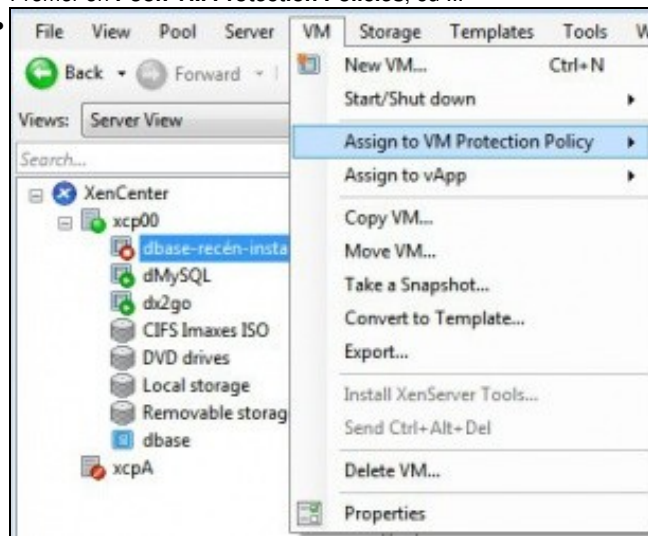 File View Pool Server VM Storage Templates Tools
Back Forward
Views: Server View
Search...
XenCenter
xcp00
dbase-recén-insta
dMySQL
dx2go
CIFS Imaxes ISO
DVD drives
Local storage
Removable storag
dbase
xcpA
New VM... Ctrl+N
Start/Shut down
Assign to VM Protection Policy
Assign to vApp
Copy VM...
Move VM...
Take a Snapshot...
Convert to Template...
Export...
Install XenServer Tools...
Send Ctrl+Alt+Del
Delete VM...
Properties